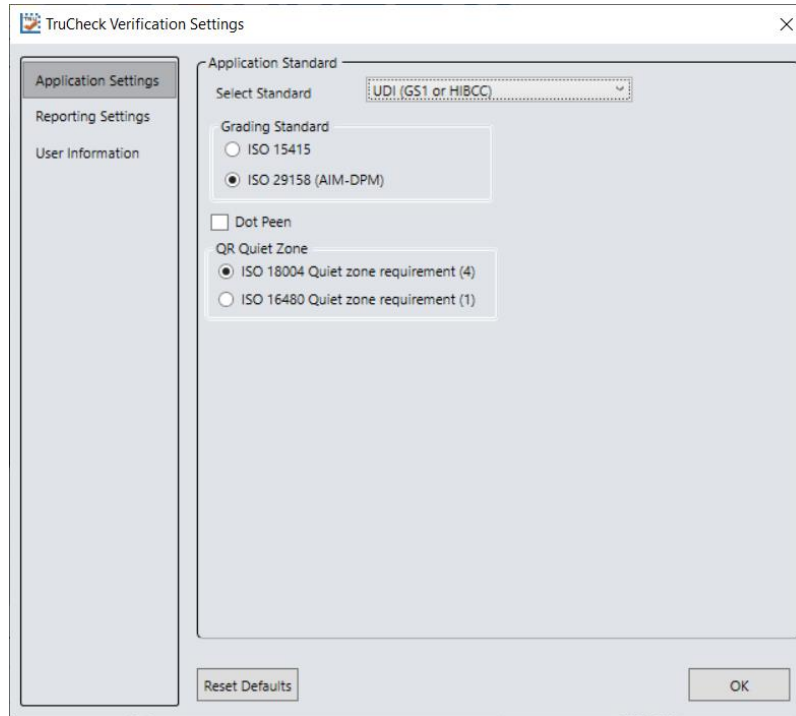 TruCheck Verification Settings
Application Settings
Reporting Settings
User Information
Application Standard
Select Standard
UDI (GS1 or HIBCC)
Grading Standard
ISO 15415
ISO 29158 (AIM-DPM)
Dot Peen
QR Quiet Zone
ISO 18004 Quiet zone requirement (4)
ISO 16480 Quiet zone requirement (1)
Reset Defaults
OK